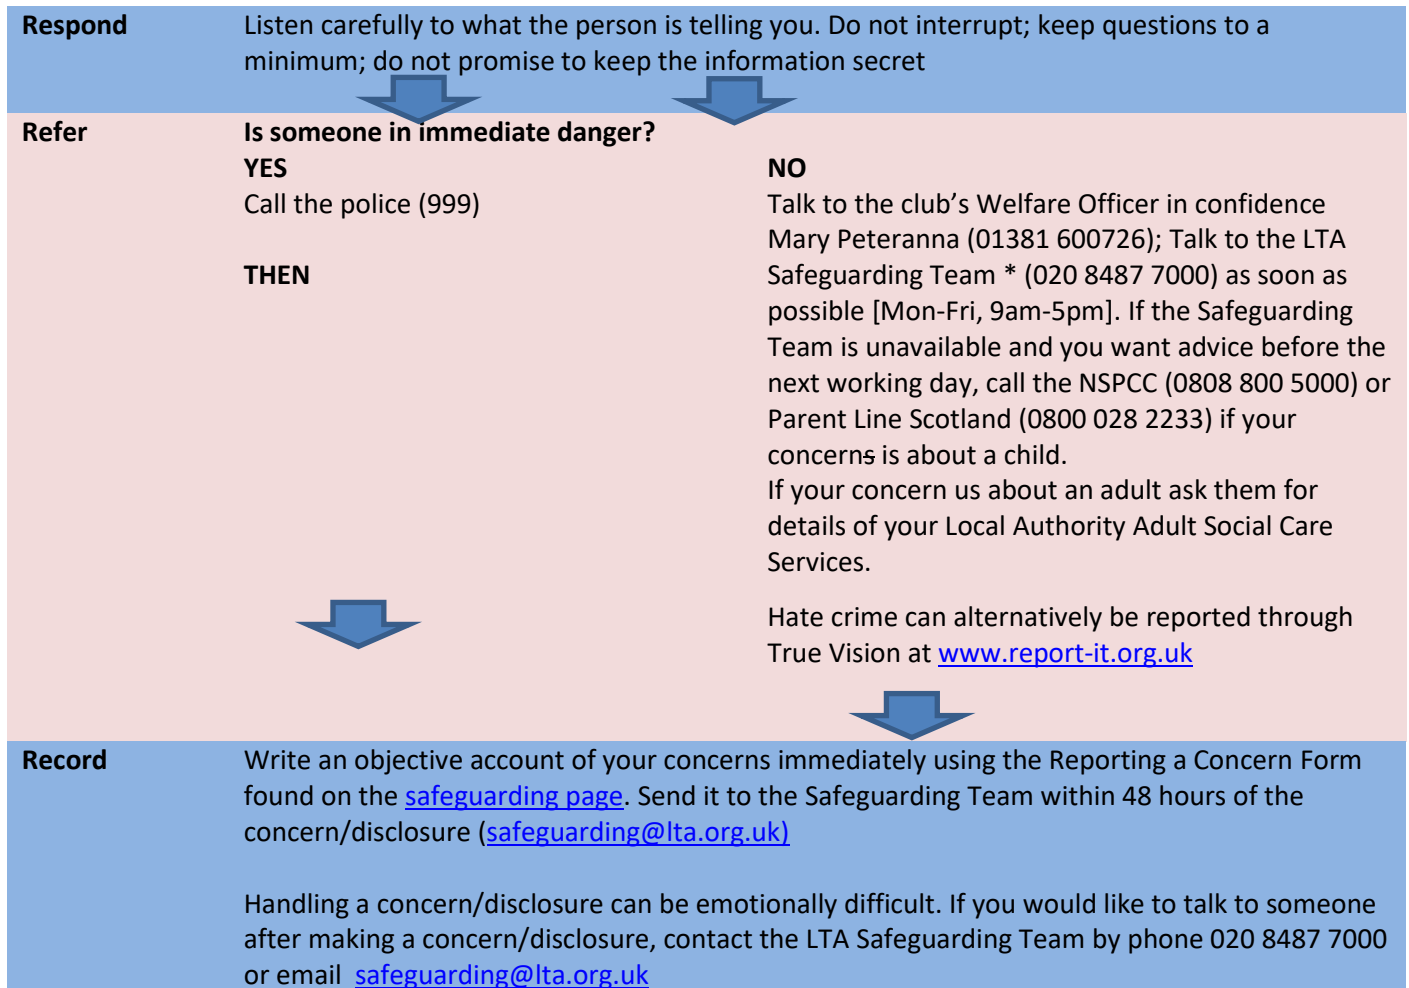 Respond
Listen carefully to what the person is telling you. Do not interrupt; keep questions to a
minimum; do not promise to keep the information secret
Refer
Is someone in immediate danger?
YES
Call the police (999)
THEN
NO
Talk to the club’s Welfare Officer in confidence
Mary Peteranna (01381 600726); Talk to the LTA
Safeguarding Team * (020 8487 7000) as soon as
possible [Mon-Fri, 9am-5pm]. If the Safeguarding
Team is unavailable and you want advice before the
next working day, call the NSPCC (0808 800 5000) or
Parent Line Scotland (0800 028 2233) if your
concerns is about a child.
If your concern us about an adult ask them for
details of your Local Authority Adult Social Care
Services.
Hate crime can alternatively be reported through
True Vision at www.report-it.org.uk
Record
Write an objective account of your concerns immediately using the Reporting a Concern Form
found on the safeguarding page. Send it to the Safeguarding Team within 48 hours of the
concern/disclosure (safeguarding@lta.org.uk)
Handling a concern/disclosure can be emotionally difficult. If you would like to talk to someone
after making a concern/disclosure, contact the LTA Safeguarding Team by phone 020 8487 7000
or email safeguarding@lta.org.uk